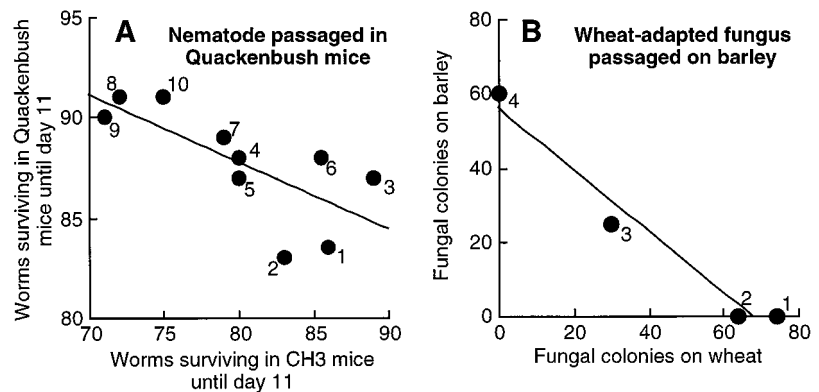 A
Nematode passaged in
Quackenbush mice
95
90
85
80
70
75
80
85
90
8
10
9
7
4
5
6
3
2
1
Worms surviving in Quackenbush
mice until day 11
Worms surviving in CH3 mice
until day 11
B
Wheat-adapted fungus
passaged on barley
80
60
40
20
0
0
20
40
60
80
4
3
2
1
Fungal colonies on barley
Fungal colonies on wheat